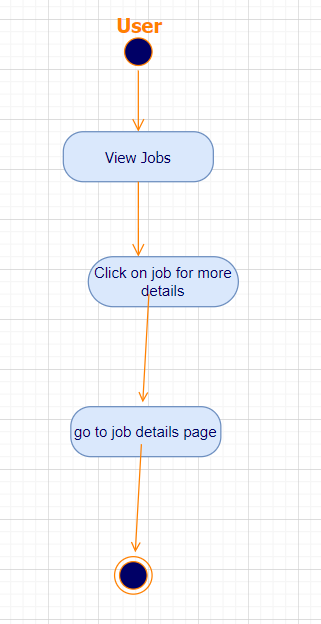 User
View Jobs
Click on job for more
details
go to job details page